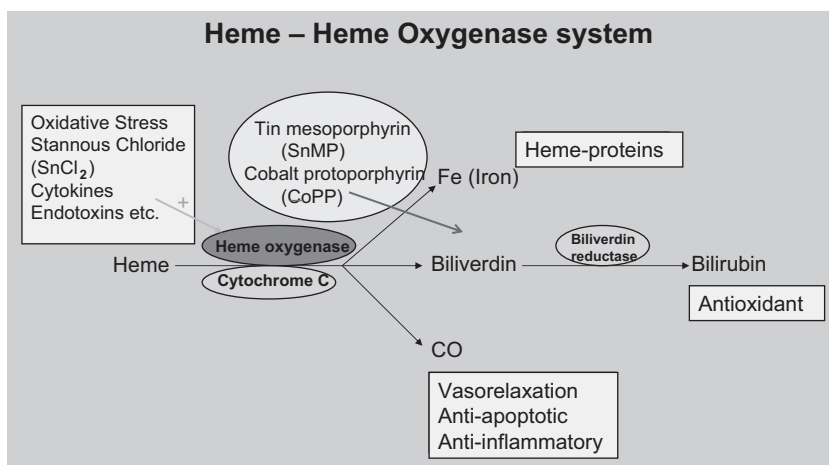 Heme – Heme Oxygenase system
Oxidative Stress
Stannous Chloride
(SnCl₂)
Cytokines
Endotoxins etc.
+
Tin mesoporphyrin
(SnMP)
Cobalt protoporphyrin
(CoPP)
–
Heme-proteins
Fe (Iron)
Heme
Heme oxygenase
Cytochrome C
Biliverdin
Biliverdin
reductase
Bilirubin
Antioxidant
CO
Vasorelaxation
Anti-apoptotic
Anti-inflammatory